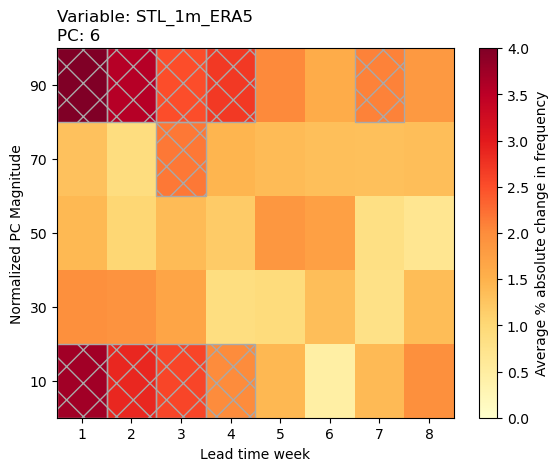 Variable: STL_1m_ERA5
PC: 6
Normalized PC Magnitude
90
70
50
30
10
1 2 3 4 5 6 7 8
Lead time week
4.0
3.5
3.0
2.5
2.0
1.5
1.0
0.5
0.0
Average % absolute change in frequency